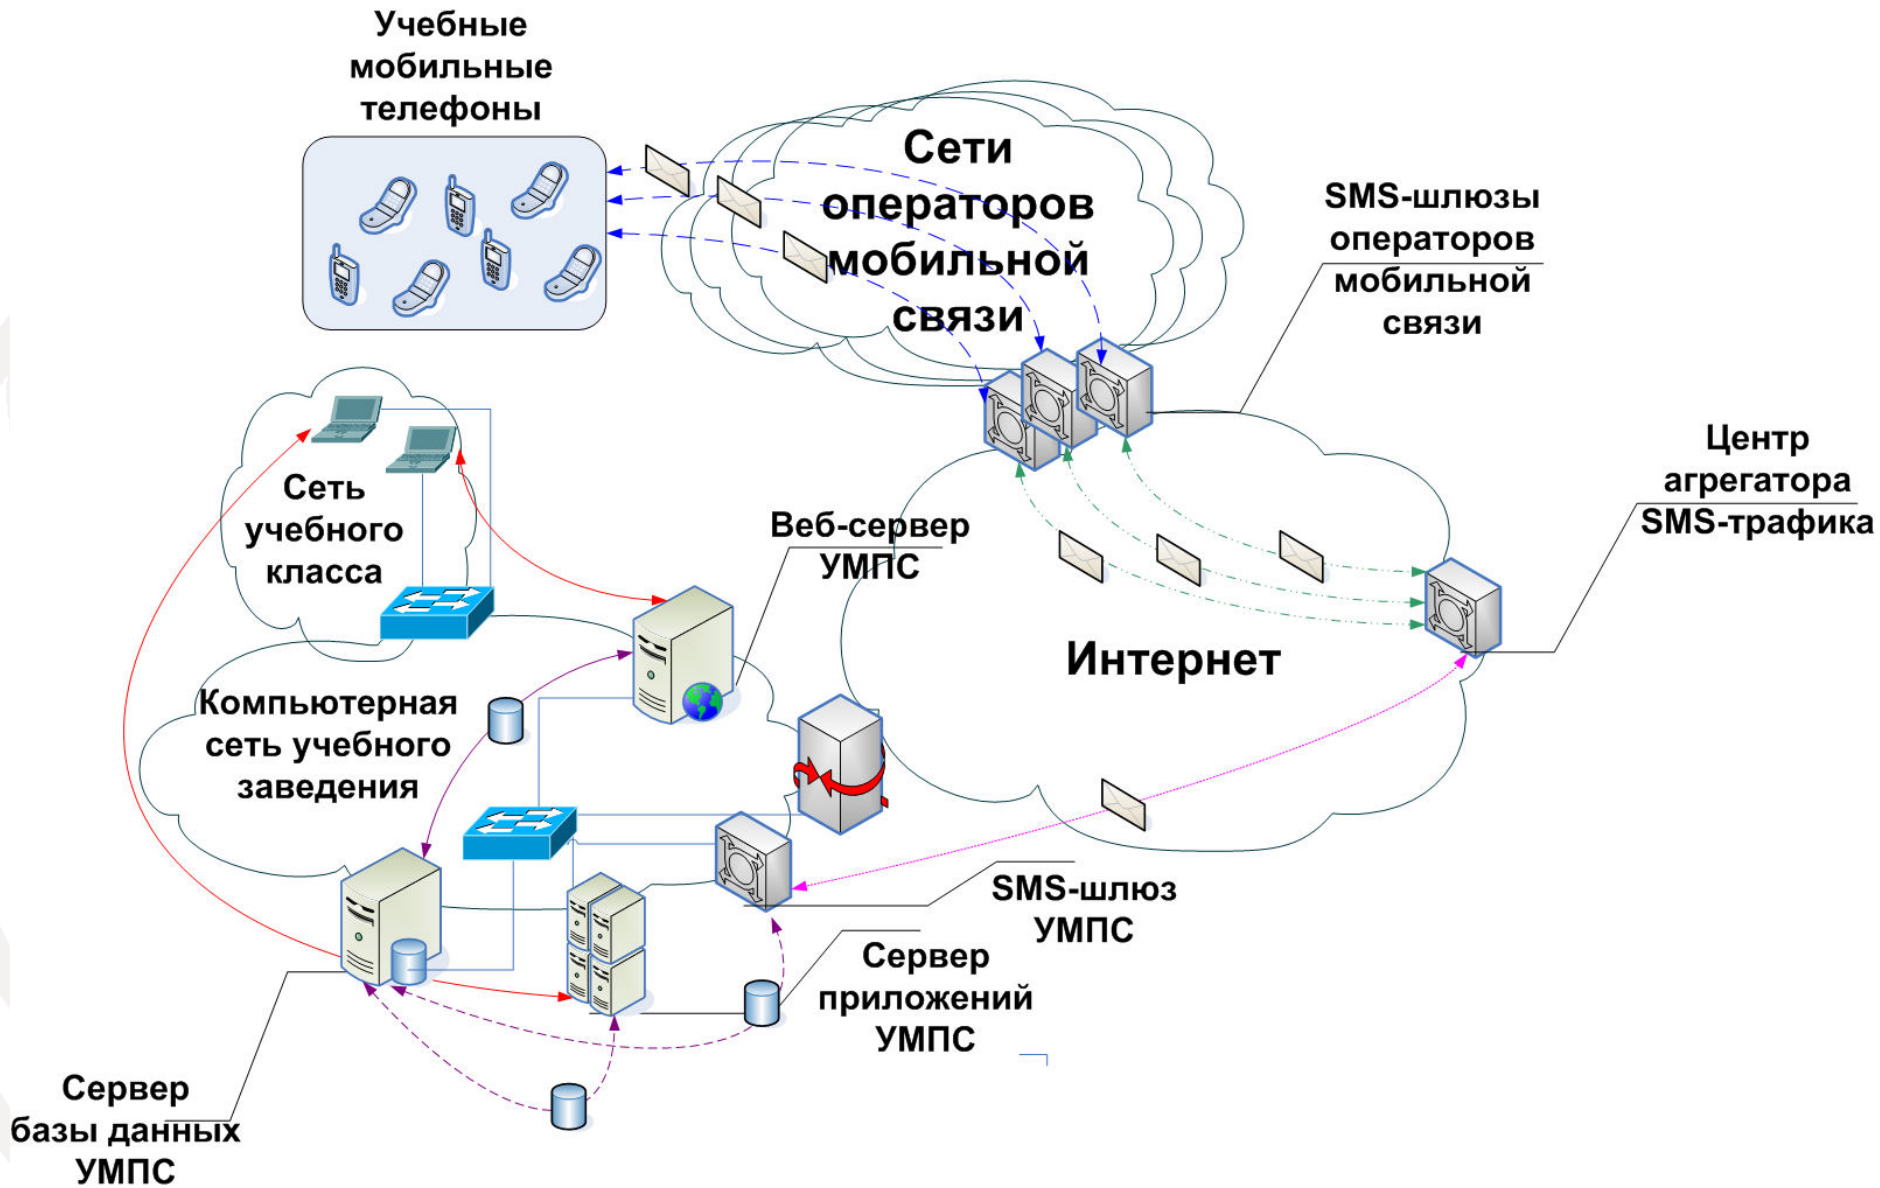 Учебные
мобильные
телефоны
Сети
операторов
мобильной
связи
SMS-шлюзы
операторов
мобильной
связи
Центр
агрегатора
SMS-трафика
Сеть
учебного
класса
Веб-сервер
УМПС
Интернет
Компьютерная
сеть учебного
заведения
SMS-шлюз
УМПС
Сервер
приложений
УМПС
Сервер
базы данных
УМПС